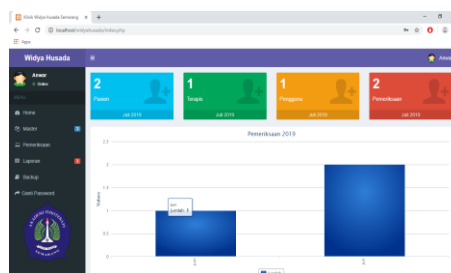 Klinik Widya husada Semarang
localhost/widyahusada/index.php
Apps
Widya Husada
Anwar
Anwar
Online
MENU
Home
Master
Pemeriksaan
Laporan
Backup
Ganti Password
2
Pasien
Juli 2019
1
Terapis
Juli 2019
1
Pengguna
Juli 2019
2
Pemeriksaan
Juli 2019
Pemeriksaan 2019
2.5
2
1.5
1
0.5
0
Jumlah: 1